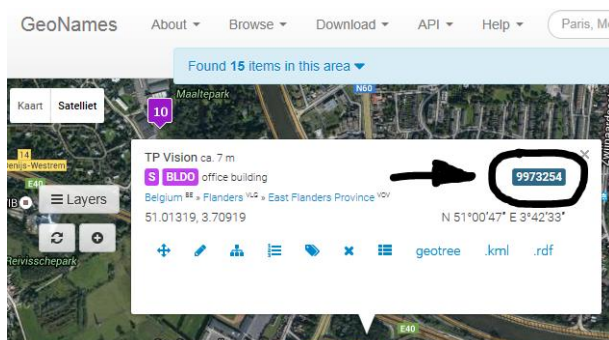 GeoNames About Browse Download API Help Paris, M
Found 15 items in this area
Kaart Satelliet
Maaltepark
N60
10
14
E40
Layers
Reivisschepark
TP Vision ca. 7 m
S BLDO office building
9973254
Belgium BE » Flanders VLG » East Flanders Province VOV
51.01319, 3.70919 N 51°00'47" E 3°42'33"
geotree .kml .rdf
E40